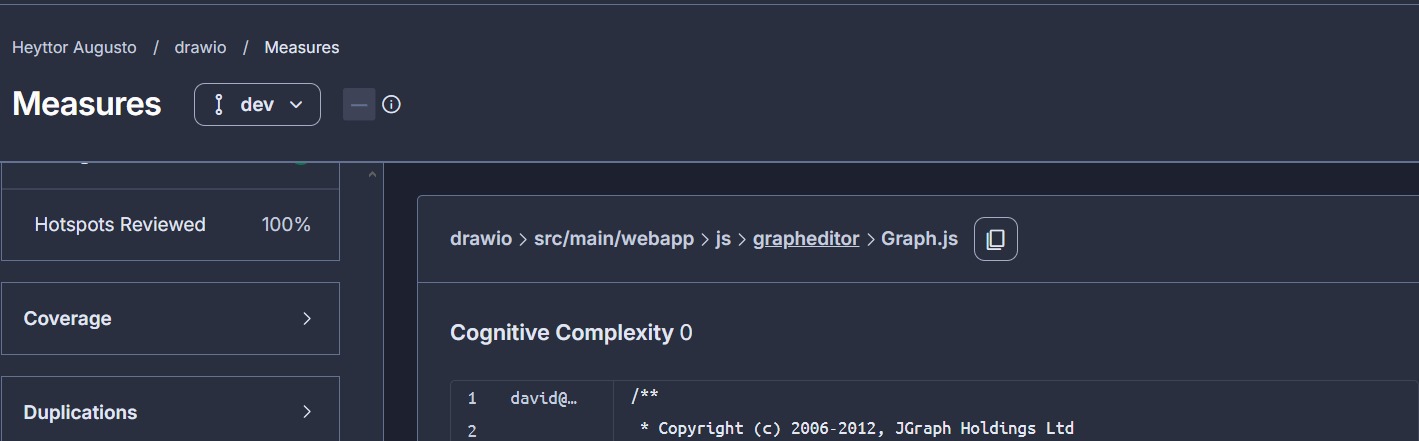 Heyttor Augusto / drawio / Measures
Measures
dev
Hotspots Reviewed 100%
Coverage
Duplications
drawio > src/main/webapp > js > grapheditor > Graph.js
Cognitive Complexity 0
1 david@… /**
2 * Copyright (c) 2006-2012, JGraph Holdings Ltd